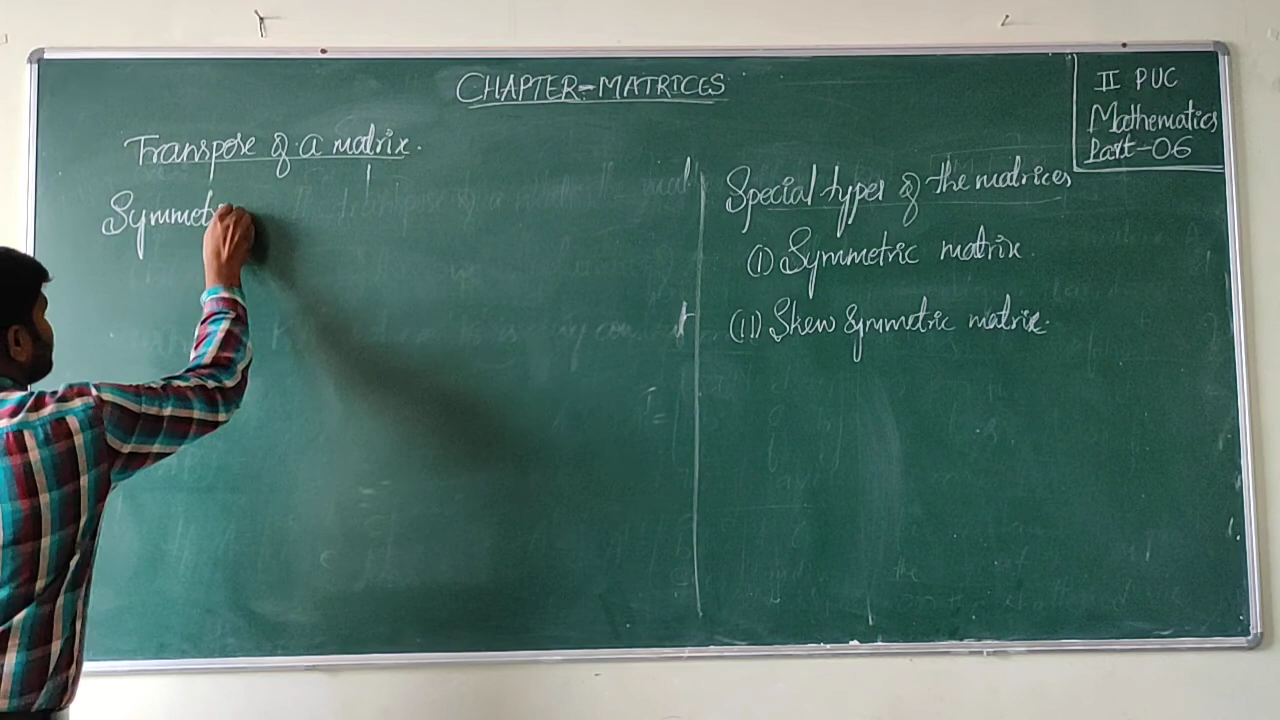 CHAPTER-MATRICES
II PUC
Mathematics
Part-06
Transpose of a matrix.
Symmetri
Special types of the matrices
(I) Symmetric matrix.
(II) Skew symmetric matrix.